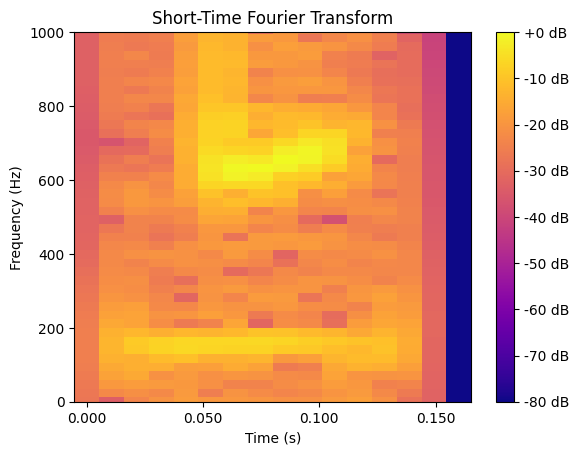 Short-Time Fourier Transform
1000
800
600
400
200
0
Frequency (Hz)
0.000
0.050
0.100
0.150
Time (s)
+0 dB
-10 dB
-20 dB
-30 dB
-40 dB
-50 dB
-60 dB
-70 dB
-80 dB